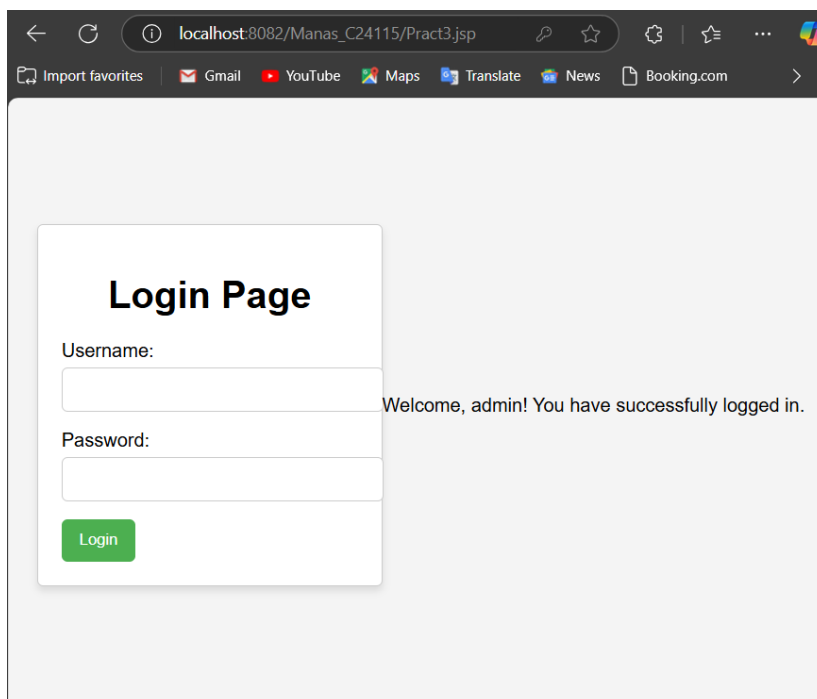 localhost:8082/Manas_C24115/Pract3.jsp
Import favorites Gmail YouTube Maps Translate News Booking.com
Login Page
Username:
Welcome, admin! You have successfully logged in.
Password:
Login